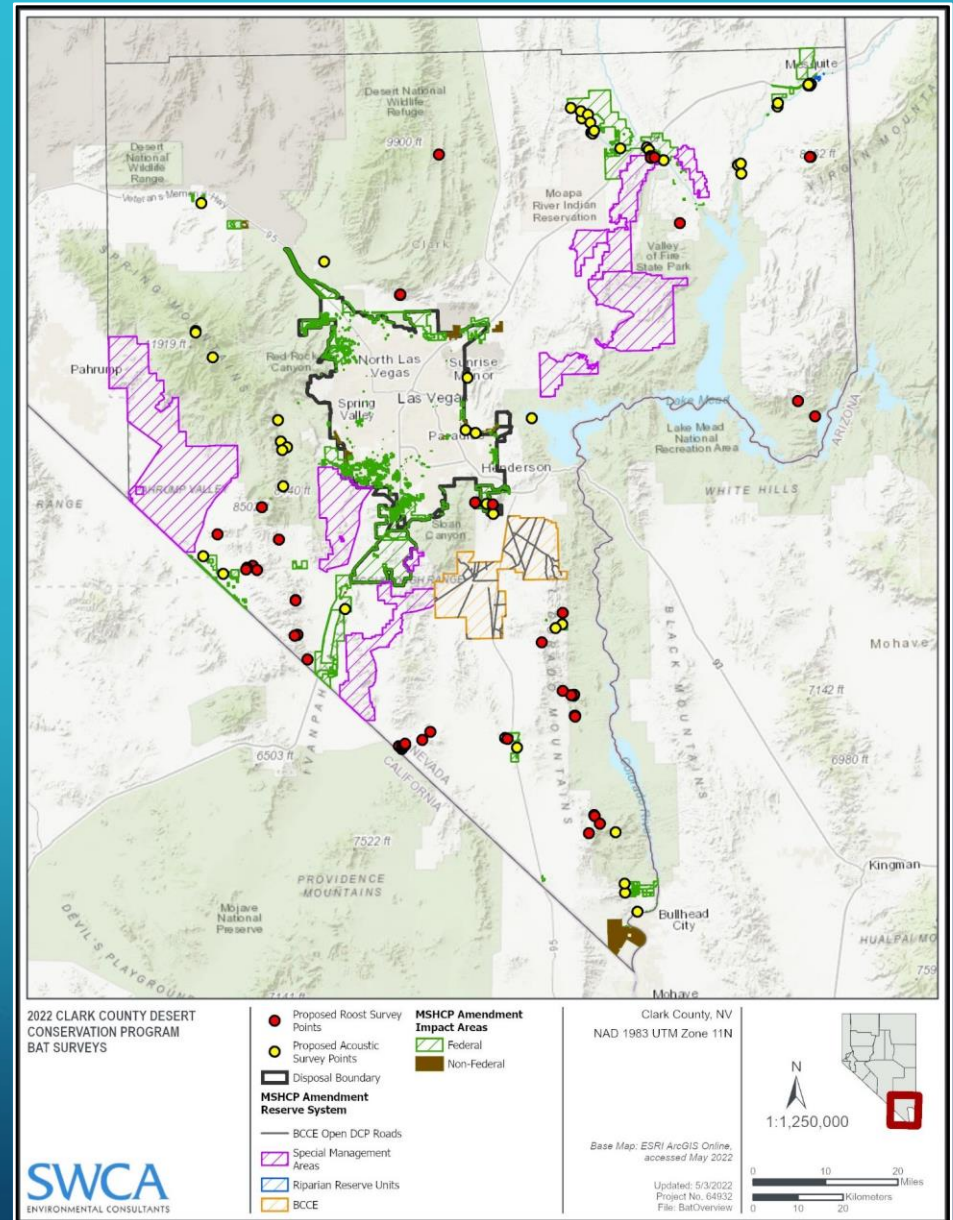 Desert National
Wildlife
Refuge
9900 ft
Desert
National
Wildlife
Range
Veterans-Memorial-Hwy
95
Clark
Mesquite
VIRGIN MOUNTA
Moapa
River Indian
Reservation
Valley
of Fire
State Park
SPRING MOUNTAINS
1919 ft
Pahrump
Red Rock
Canyon
North Las
Vegas
Sunrise
Manor
Las Vegas
Spring
Valley
Henderson
Lake Mead
Lake Mead
National
Recreation Area
ARIZONA
WHITE HILLS
RANGE
Sloan
Canyon
BLACK MOUNTAINS
93
Mohave
7142 ft
IVANPAH
6503 ft
NEVADA
CALIFORNIA
Colorado River
6980 ft
7522 ft
PROVIDENCE
MOUNTAINS
Mojave
National
Preserve
DEVIL'S PLAYGROUN
7141 ft
95
Kingman
Bullhead
City
HUALPAI MO
759
Mohave
2022 CLARK COUNTY DESERT
CONSERVATION PROGRAM
BAT SURVEYS
SWCA
ENVIRONMENTAL CONSULTANTS
Proposed Roost Survey
Points
Proposed Acoustic
Survey Points
Disposal Boundary
MSHCP Amendment
Reserve System
BCCE Open DCP Roads
Special Management
Areas
Riparian Reserve Units
BCCE
MSHCP Amendment
Impact Areas
Federal
Non-Federal
Clark County, NV
NAD 1983 UTM Zone 11N
N
1:1,250,000
Base Map: ESRI ArcGIS Online,
accessed May 2022
Updated: 5/3/2022
Project No. 64932
File: BatOverview
0 10 20
Miles
Kilometers
0 10 20